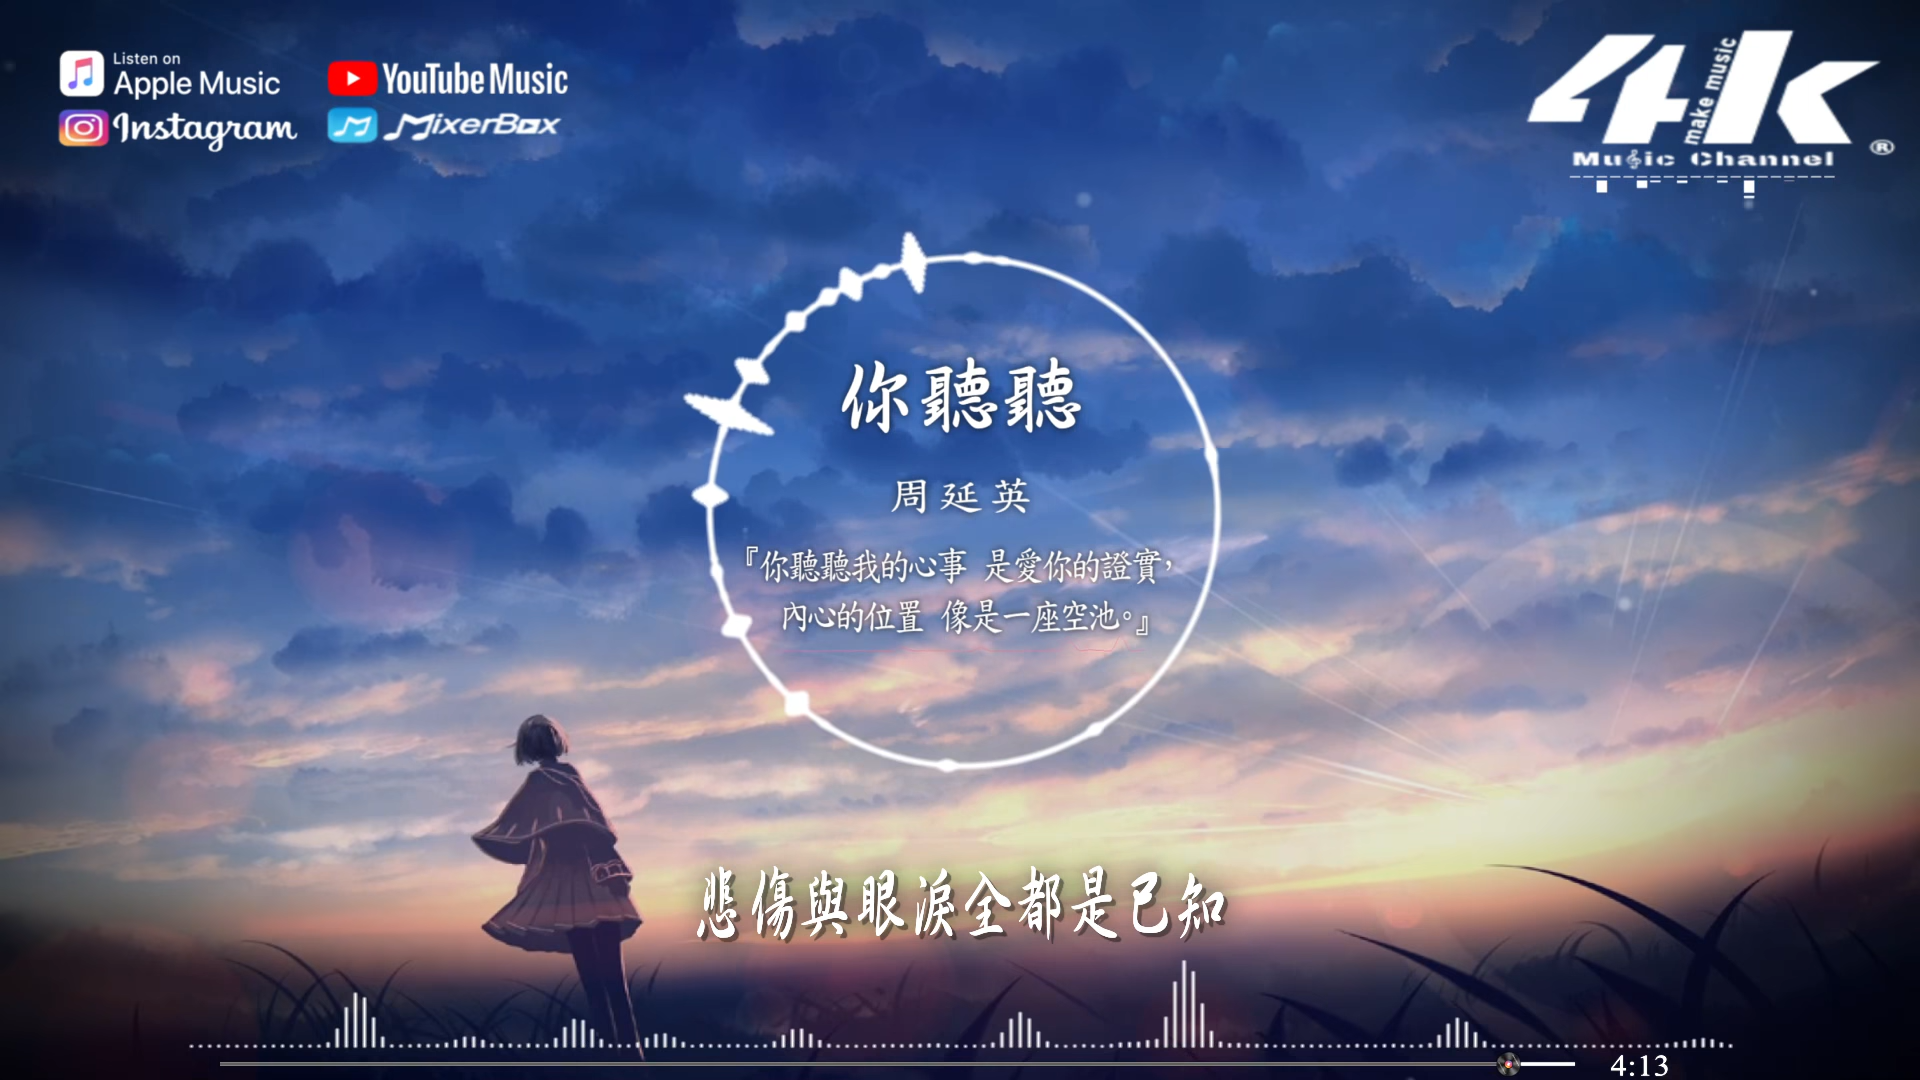 Listen on
Apple Music
YouTube Music
Instagram
MixerBox
4k
make music
Music Channel
®
你聽聽
周延英
『你聽聽我的心事 是愛你的證實,
內心的位置 像是一座空池。』
悲傷與眼淚全都是已知
4:13